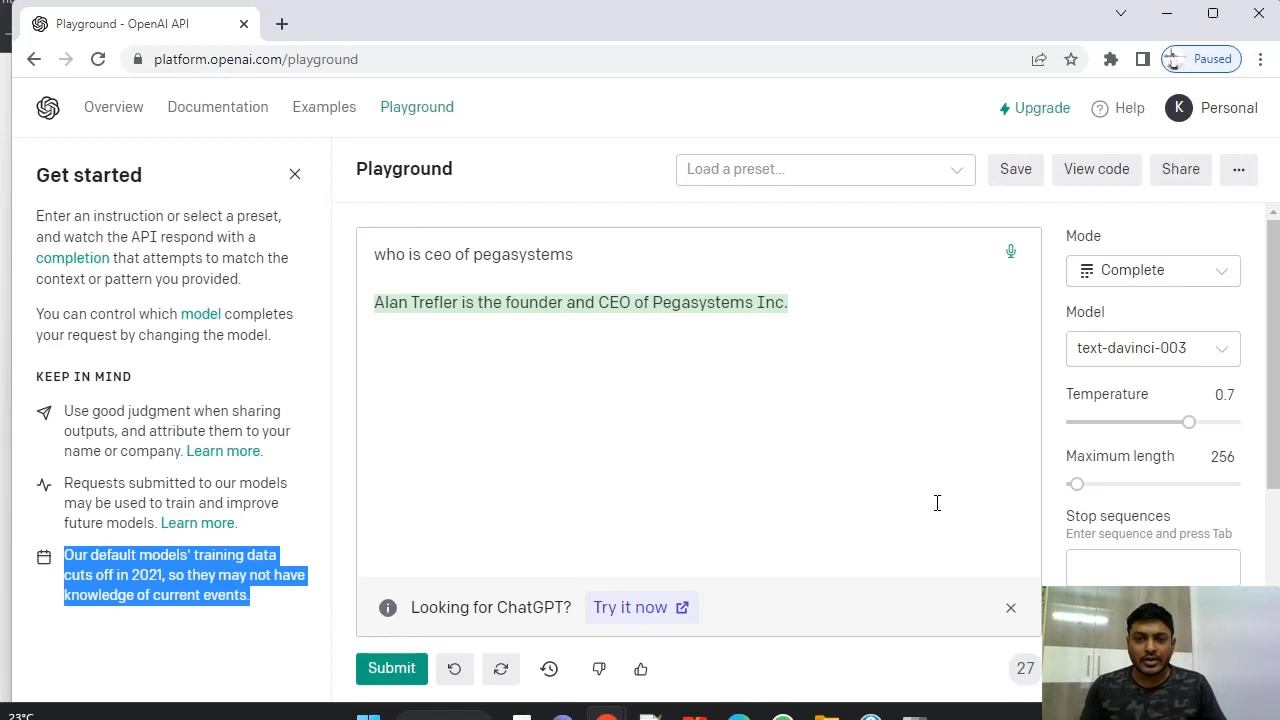 Playground - OpenAI API
platform.openai.com/playground
Paused
Overview
Documentation
Examples
Playground
Upgrade
Help
K
Personal
Get started
Enter an instruction or select a preset,
and watch the API respond with a
completion that attempts to match the
context or pattern you provided.
You can control which model completes
your request by changing the model.
KEEP IN MIND
Use good judgment when sharing
outputs, and attribute them to your
name or company. Learn more.
Requests submitted to our models
may be used to train and improve
future models. Learn more.
Our default models' training data
cuts off in 2021, so they may not have
knowledge of current events.
Playground
Load a preset...
Save
View code
Share
who is ceo of pegasystems
Alan Trefler is the founder and CEO of Pegasystems Inc.
Looking for ChatGPT?
Try it now
Submit
27
Mode
Complete
Model
text-davinci-003
Temperature
0.7
Maximum length
256
Stop sequences
Enter sequence and press Tab
23°C